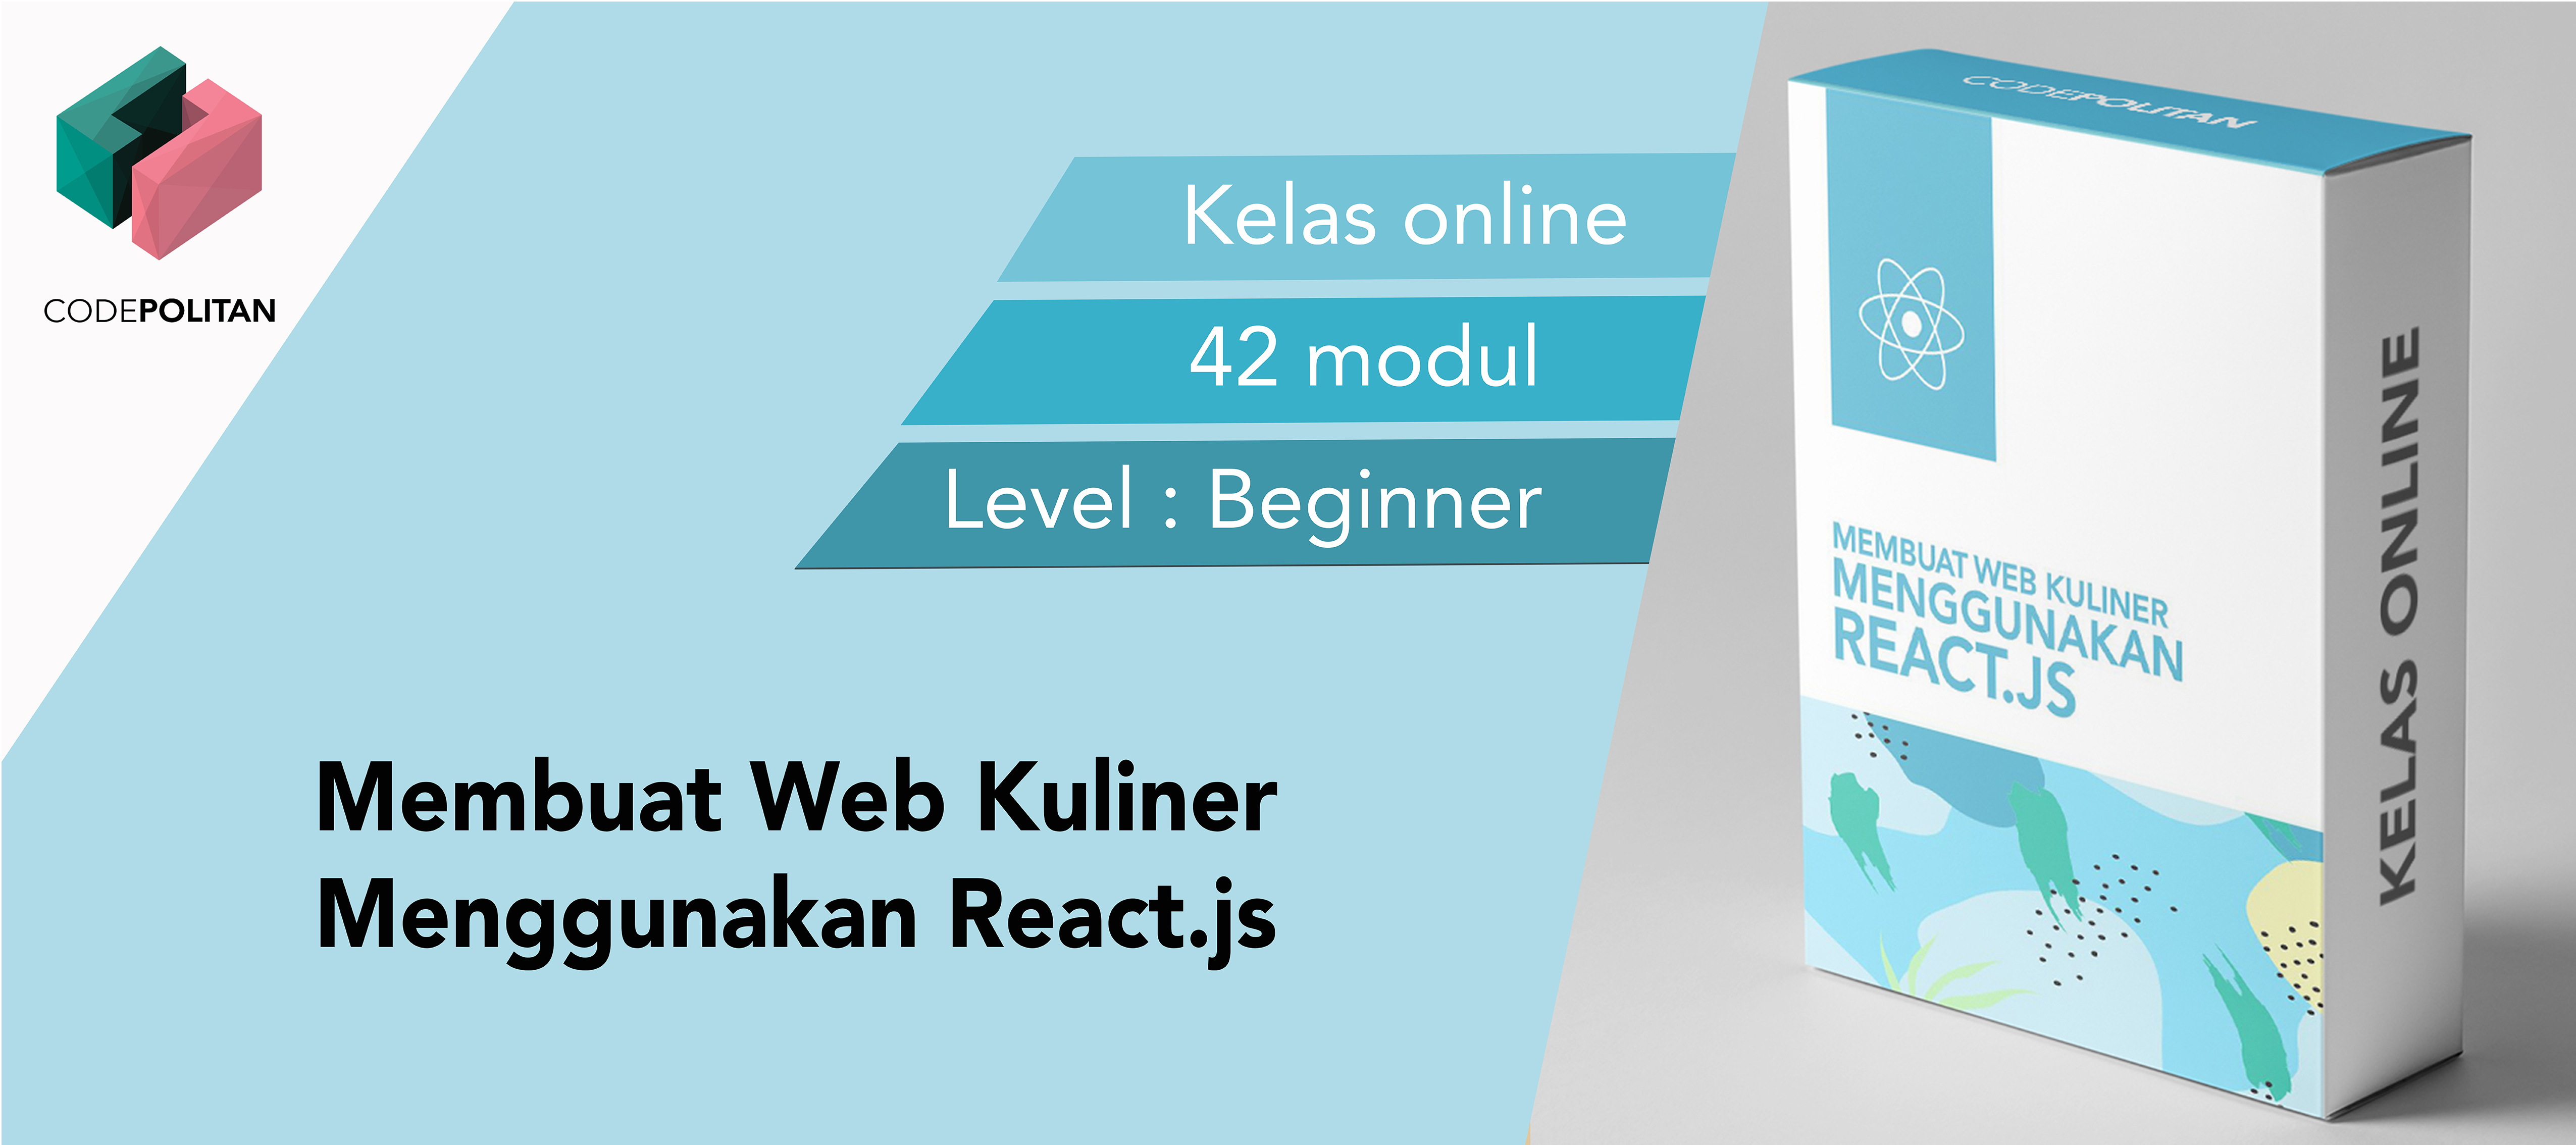 CODEPOLITAN
Kelas online
42 modul
Level : Beginner
Membuat Web Kuliner
Menggunakan React.js
CODEPOLITAN
MEMBUAT WEB KULINER
MENGGUNAKAN
REACT.JS
KELAS ONLINE